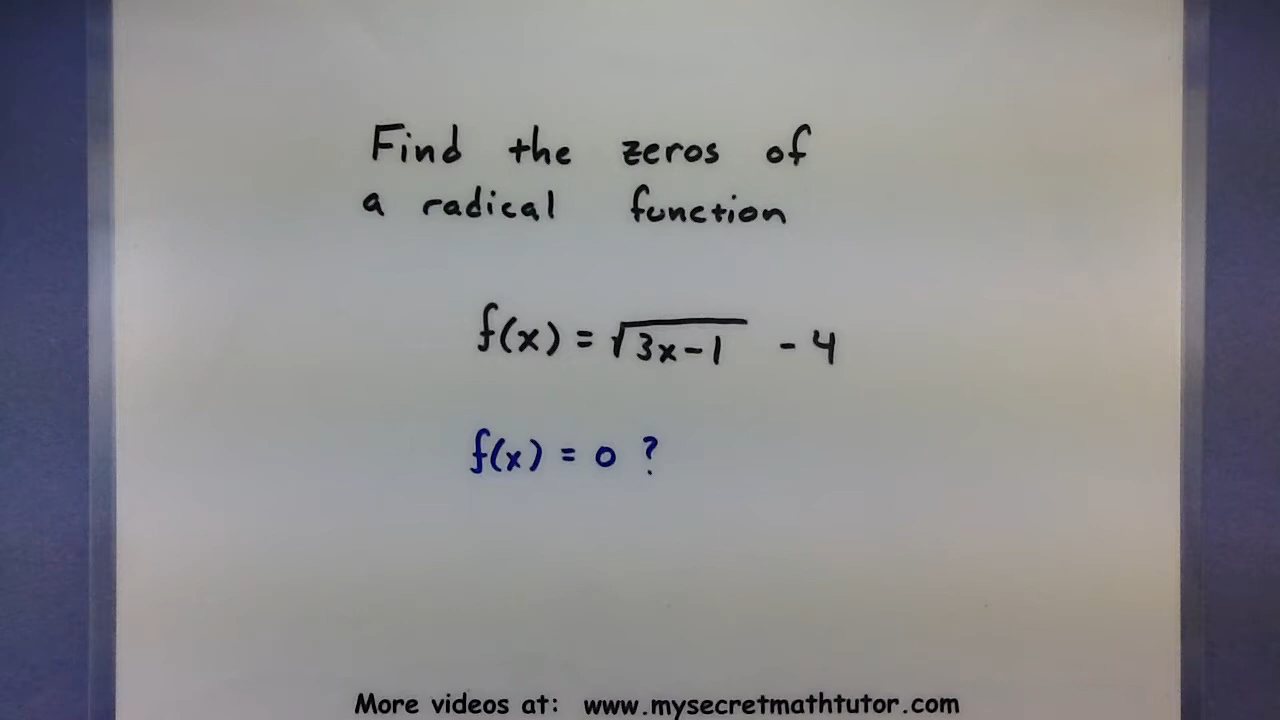 Find the zeros of
a radical function
f(x) = √3x-1 - 4
f(x) = 0 ?
More videos at: www.mysecretmathtutor.com